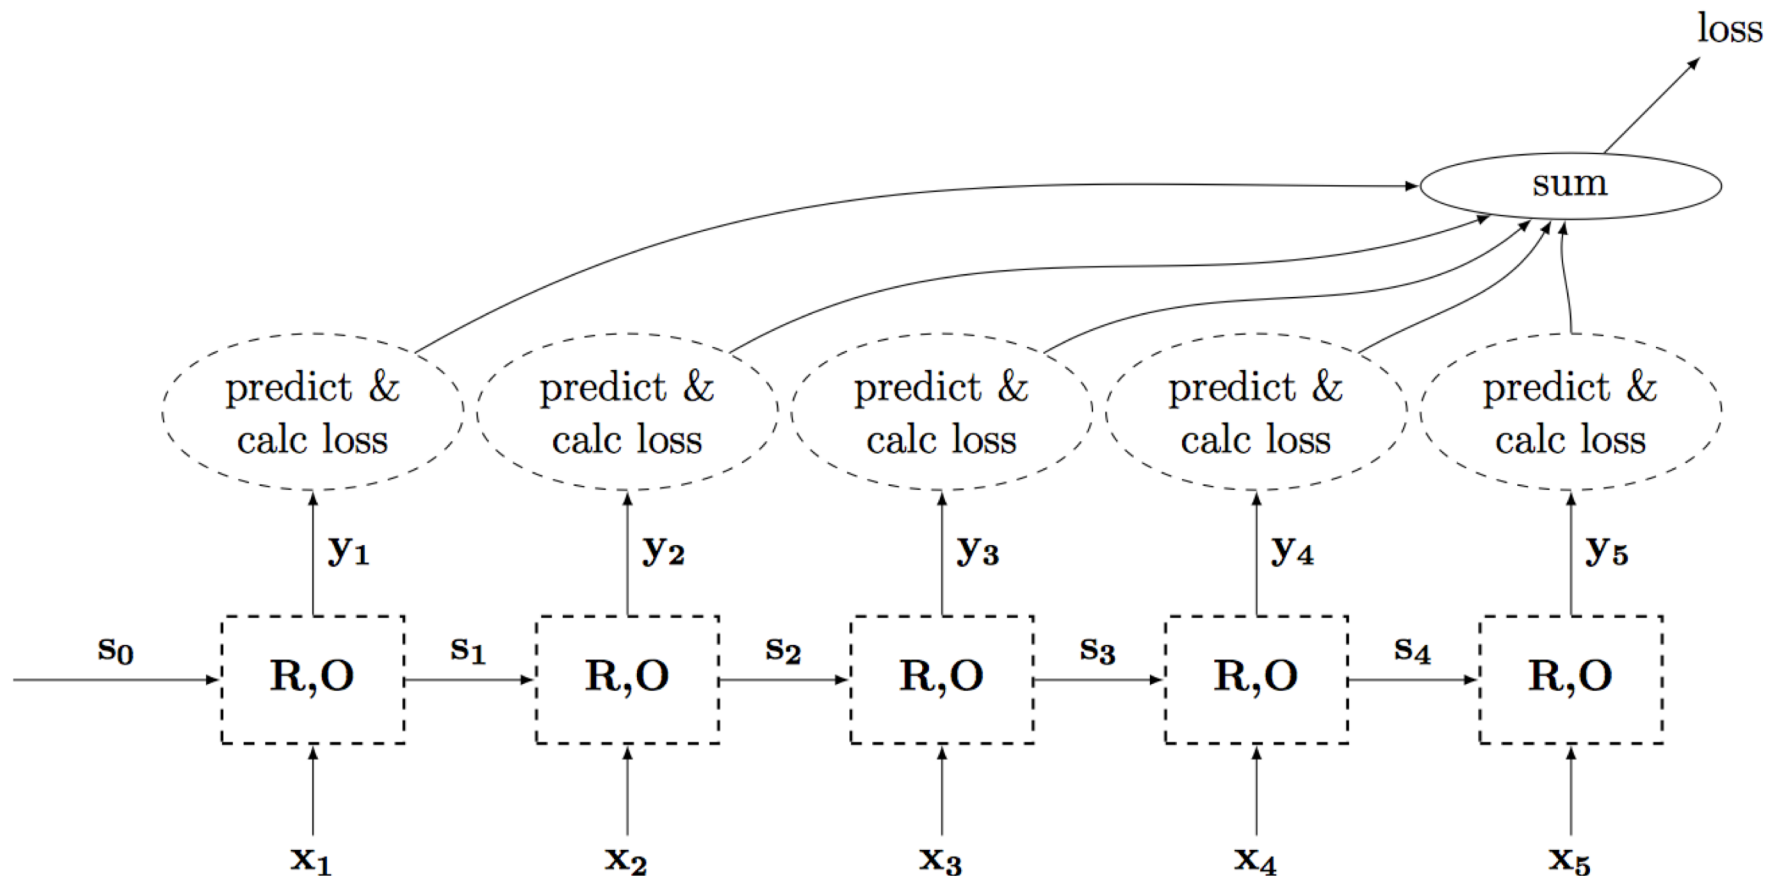 loss
sum
predict &
calc loss
predict &
calc loss
predict &
calc loss
predict &
calc loss
predict &
calc loss
y₁
y₂
y₃
y₄
y₅
s₀
R,O
s₁
R,O
s₂
R,O
s₃
R,O
s₄
R,O
x₁
x₂
x₃
x₄
x₅